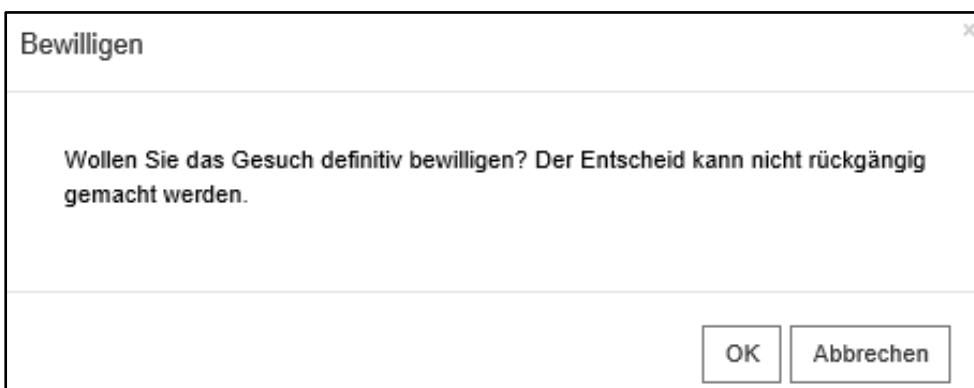 Bewilligen
Wollen Sie das Gesuch definitiv bewilligen? Der Entscheid kann nicht rückgängig
gemacht werden.
OK Abbrechen